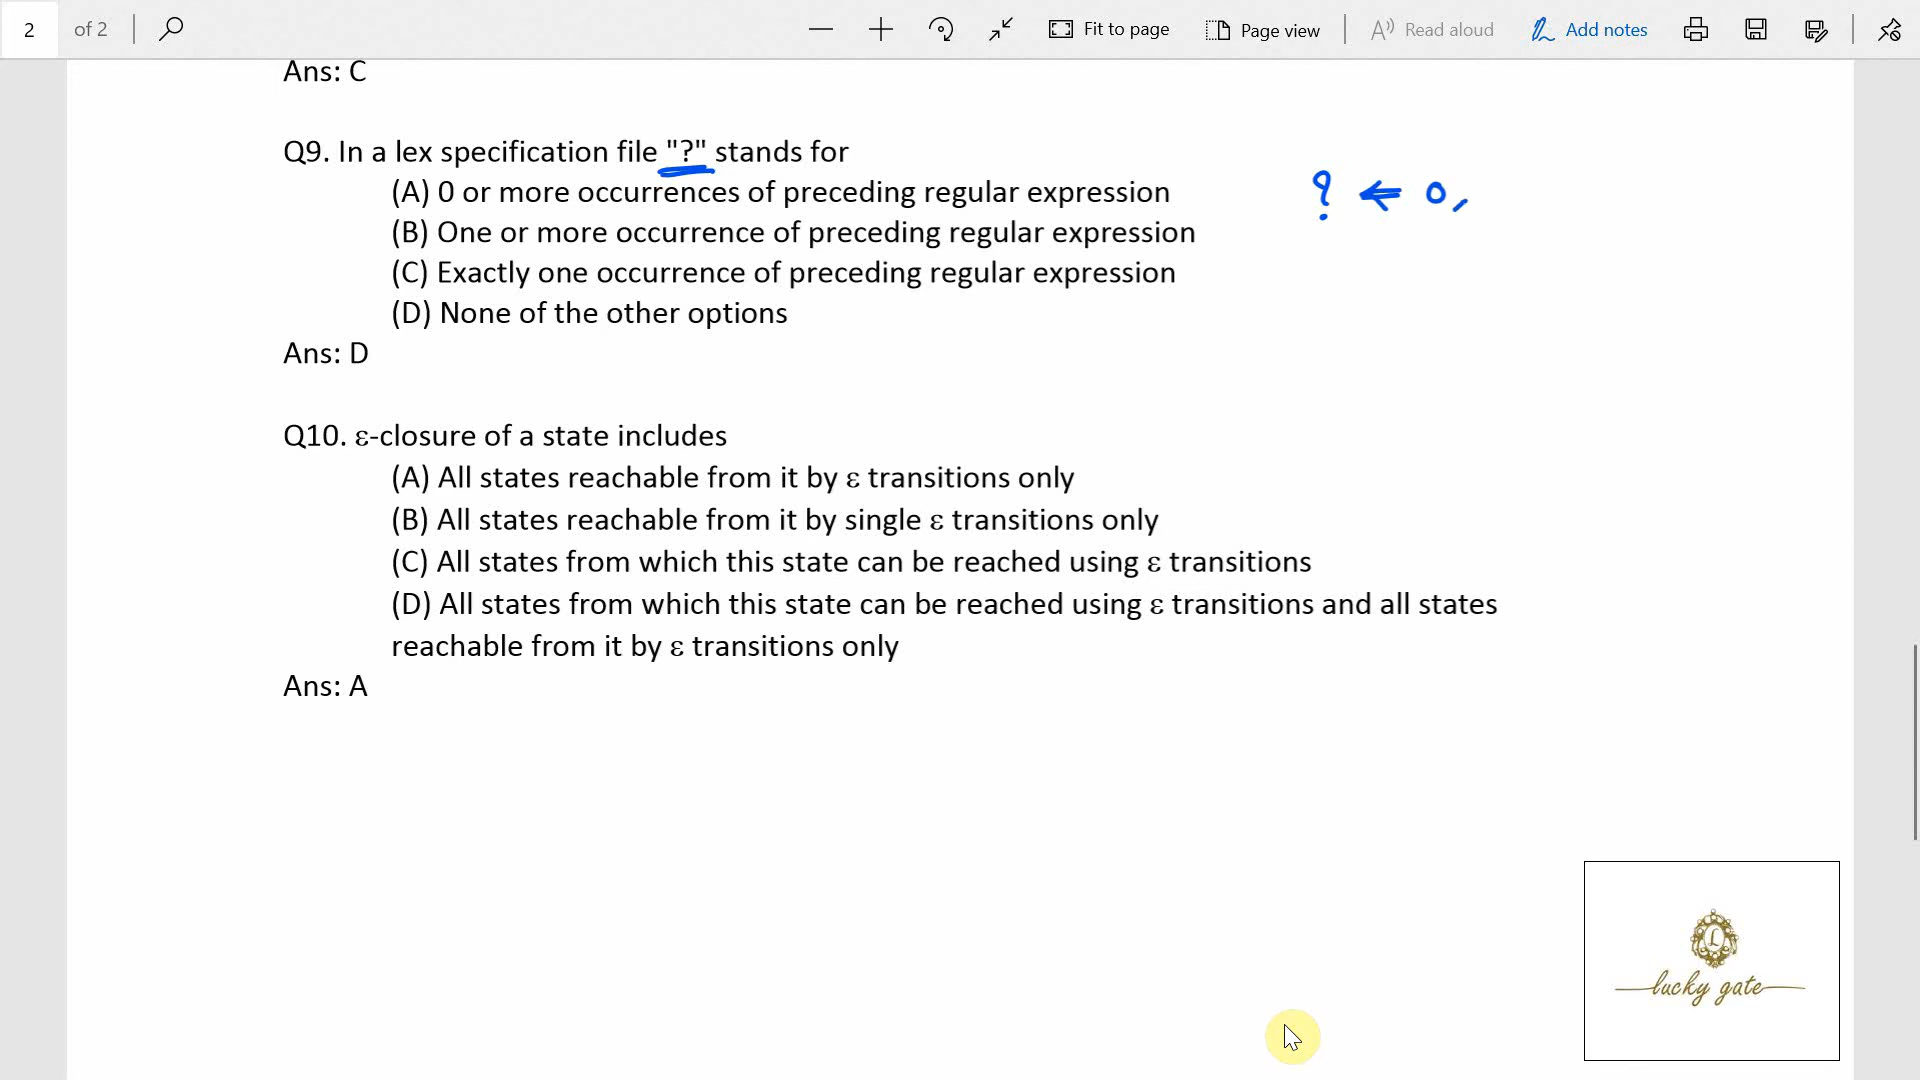 2 of 2 Fit to page Page view Read aloud Add notes
Ans: C
Q9. In a lex specification file "?" stands for
(A) 0 or more occurrences of preceding regular expression
? ← 0,
(B) One or more occurrence of preceding regular expression
(C) Exactly one occurrence of preceding regular expression
(D) None of the other options
Ans: D
Q10. ε-closure of a state includes
(A) All states reachable from it by ε transitions only
(B) All states reachable from it by single ε transitions only
(C) All states from which this state can be reached using ε transitions
(D) All states from which this state can be reached using ε transitions and all states
reachable from it by ε transitions only
Ans: A
L
lucky gate